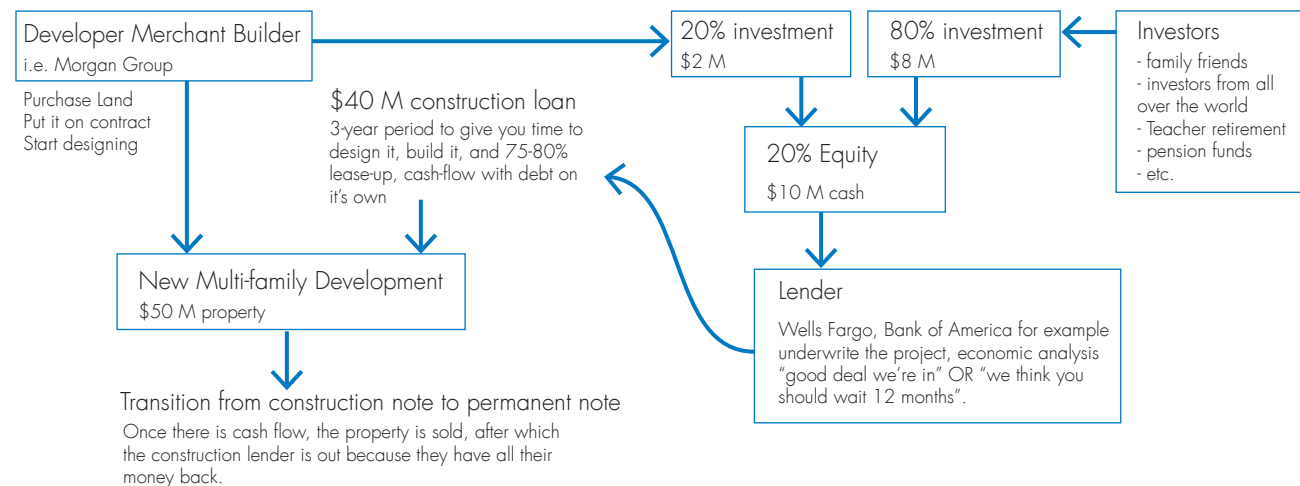 Developer Merchant Builder
i.e. Morgan Group
Purchase Land
Put it on contract
Start designing
20% investment
$2 M
80% investment
$8 M
Investors
- family friends
- investors from all
over the world
- Teacher retirement
- pension funds
- etc.
$40 M construction loan
3-year period to give you time to
design it, build it, and 75-80%
lease-up, cash-flow with debt on
it's own
20% Equity
$10 M cash
New Multi-family Development
$50 M property
Lender
Wells Fargo, Bank of America for example
underwrite the project, economic analysis
“good deal we're in” OR “we think you
should wait 12 months”.
Transition from construction note to permanent note
Once there is cash flow, the property is sold, after which
the construction lender is out because they have all their
money back.